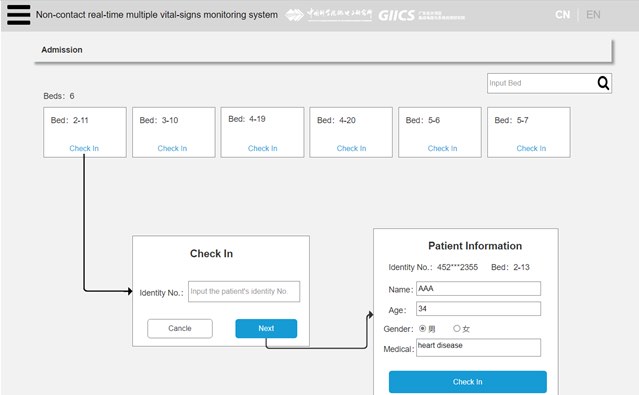 Non-contact real-time multiple vital-signs monitoring system GIICS CN EN
Admission
Input Bed
Beds: 6
Bed: 2-11 Bed: 3-10 Bed: 4-19 Bed: 4-20 Bed: 5-6 Bed: 5-7
Check In Check In Check In Check In Check In Check In
Check In
Identity No.: Input the patient's identity No
Cancle Next
Patient Information
Identity No.: 452***2355 Bed: 2-13
Name: AAA
Age: 34
Gender: 男 女
Medical: heart disease
Check In